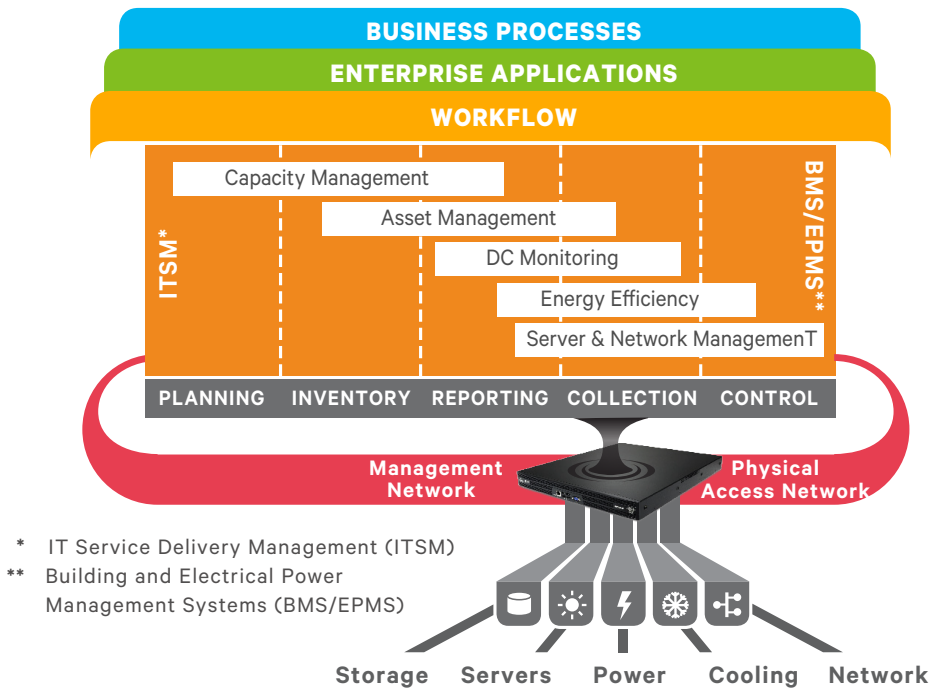 BUSINESS PROCESSES
ENTERPRISE APPLICATIONS
WORKFLOW
Capacity Management
Asset Management
DC Monitoring
Energy Efficiency
Server & Network ManagemenT
ITSM*
BMS/EPMS**
PLANNING INVENTORY REPORTING COLLECTION CONTROL
Management
Network
Physical
Access Network
* IT Service Delivery Management (ITSM)
** Building and Electrical Power
Management Systems (BMS/EPMS)
Storage Servers Power Cooling Network